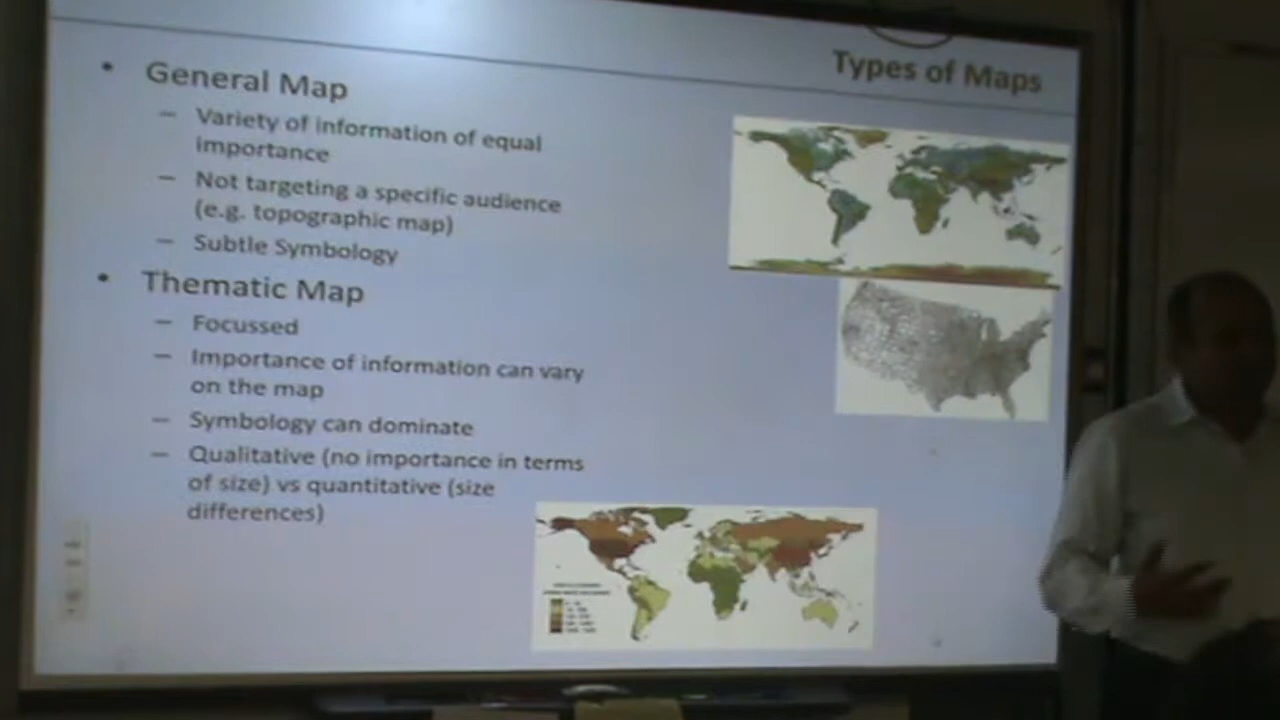 Types of Maps
• General Map
– Variety of information of equal
importance
– Not targeting a specific audience
(e.g. topographic map)
– Subtle Symbology
• Thematic Map
– Focussed
– Importance of information can vary
on the map
– Symbology can dominate
– Qualitative (no importance in terms
of size) vs quantitative (size
differences)